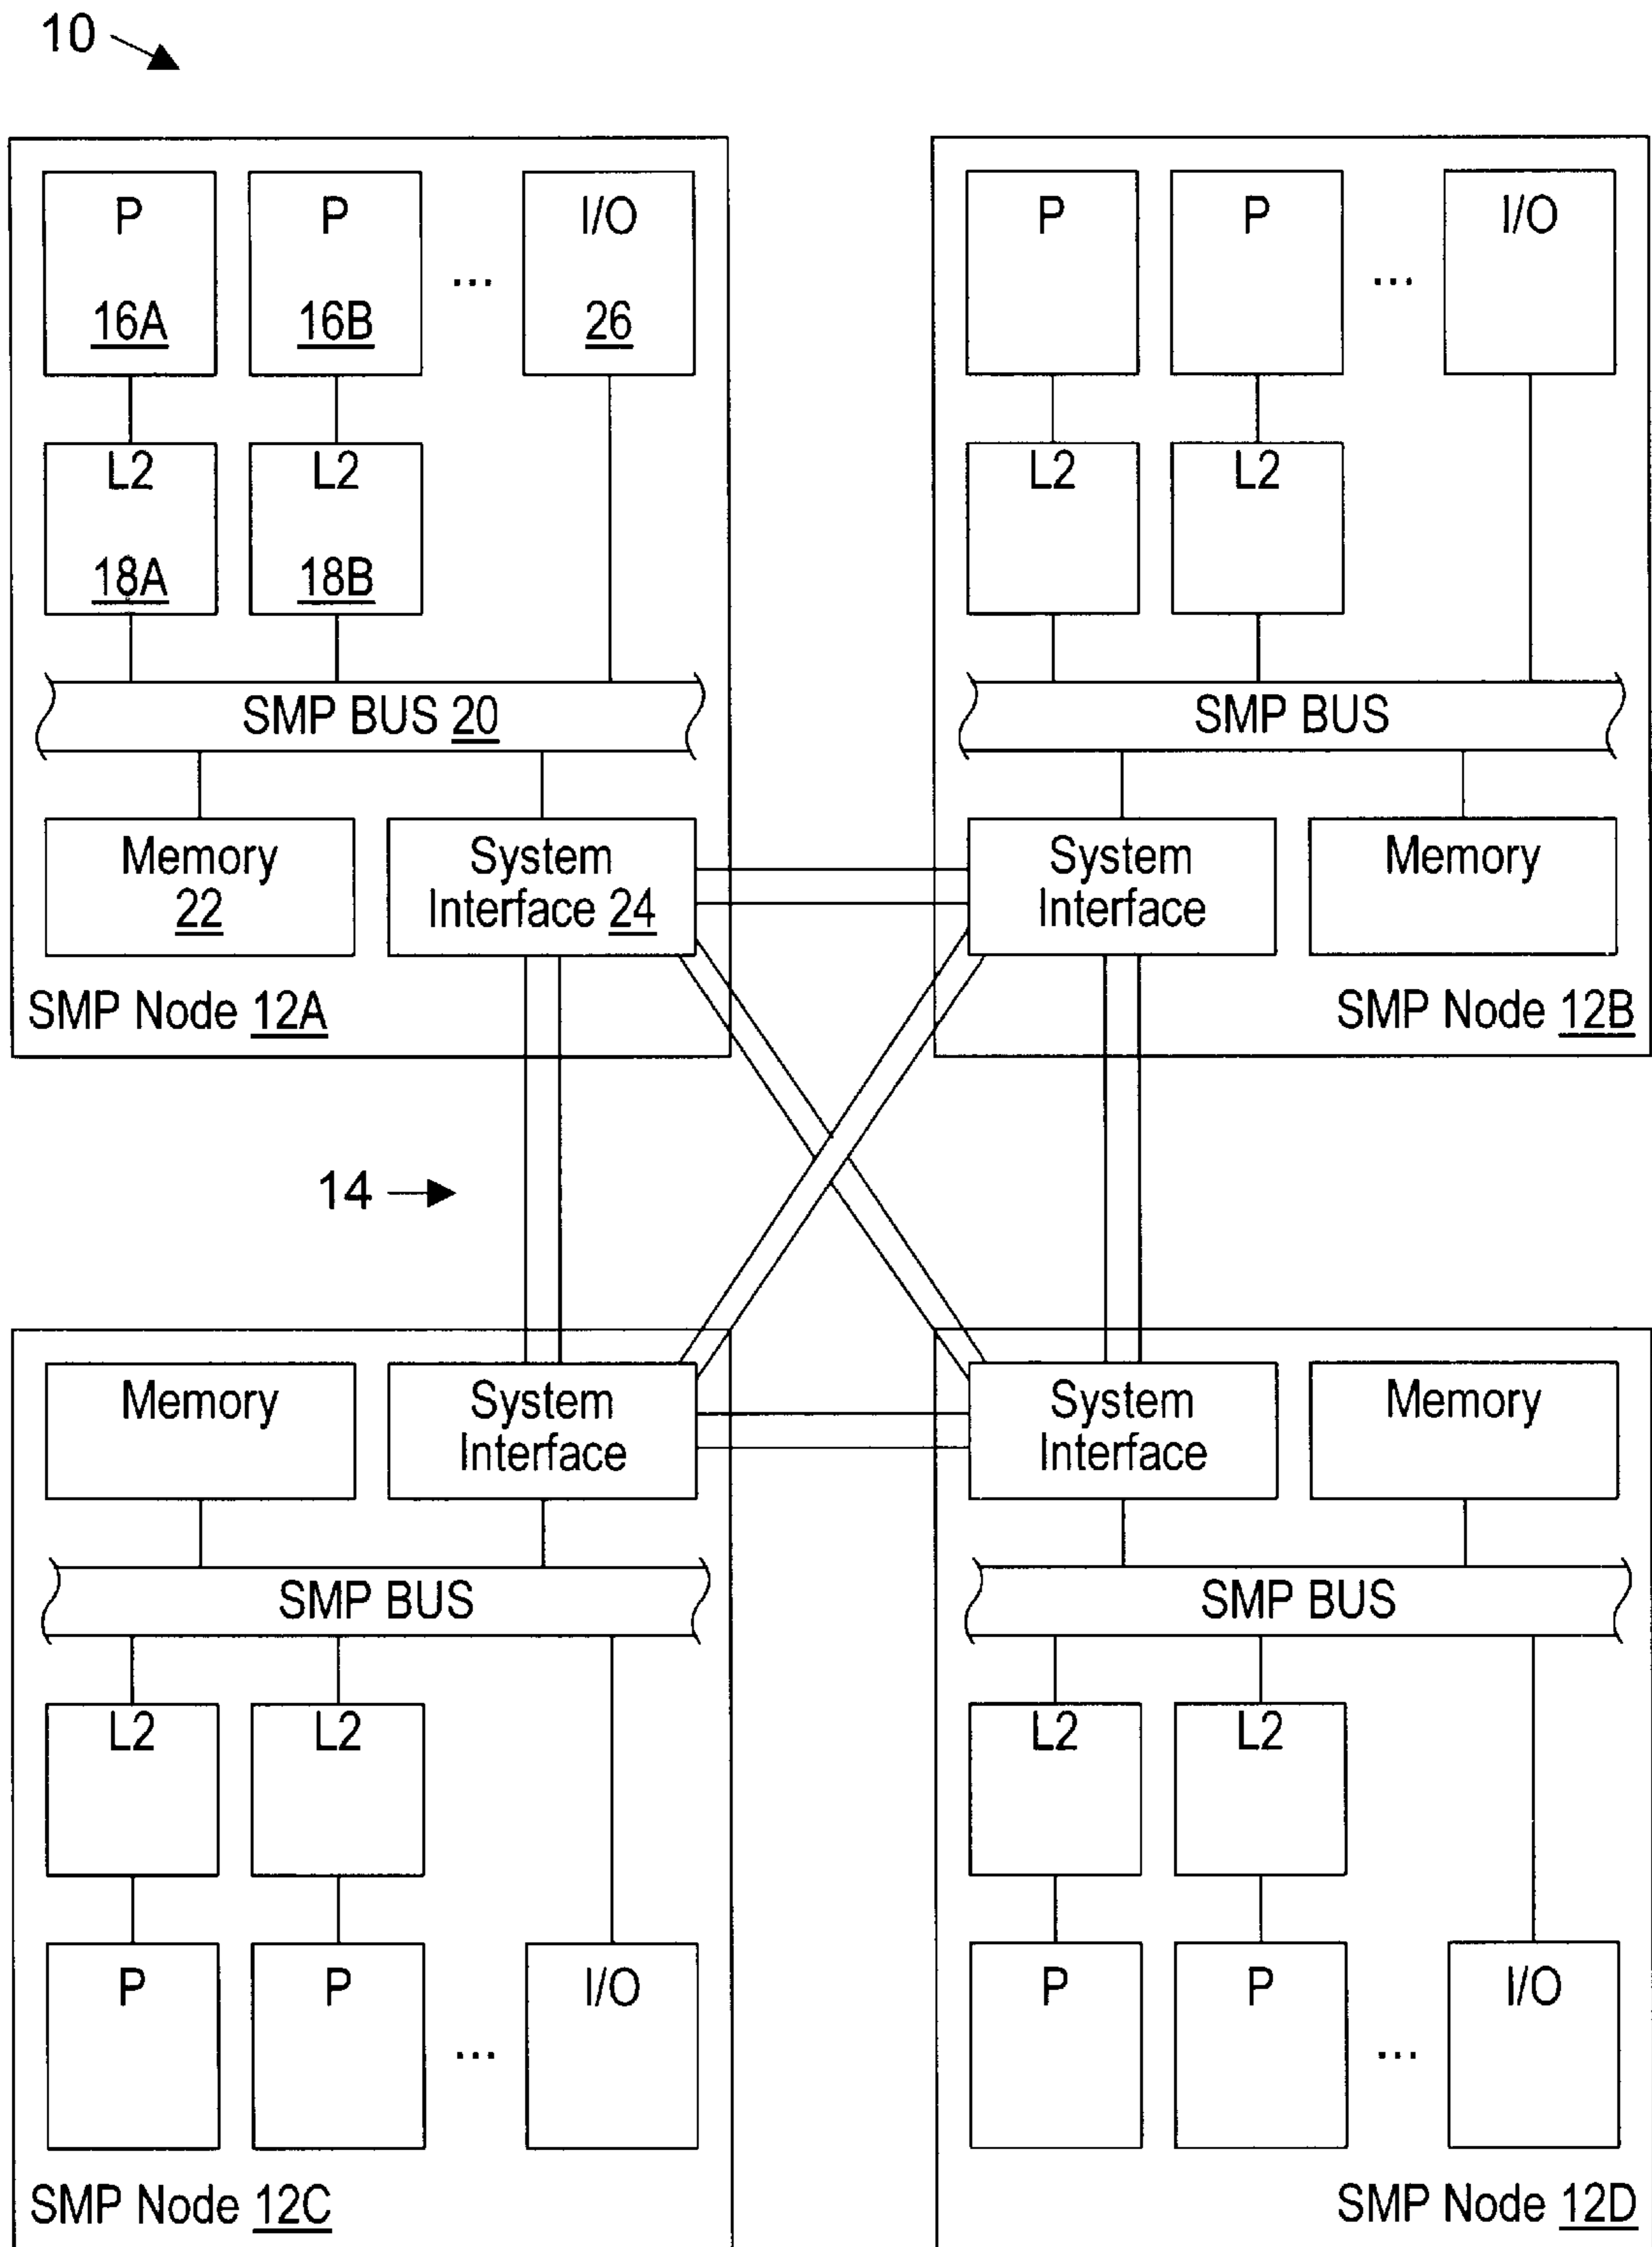 10
P P ... I/O
16A 16B 26
L2 L2
18A 18B
SMP BUS 20
Memory
22
System
Interface 24
SMP Node 12A
P P ... I/O
L2 L2
SMP BUS
System
Interface
Memory
SMP Node 12B
14
Memory
System
Interface
SMP BUS
L2 L2
P P ... I/O
SMP Node 12C
System
Interface
Memory
SMP BUS
L2 L2
P P ... I/O
SMP Node 12D